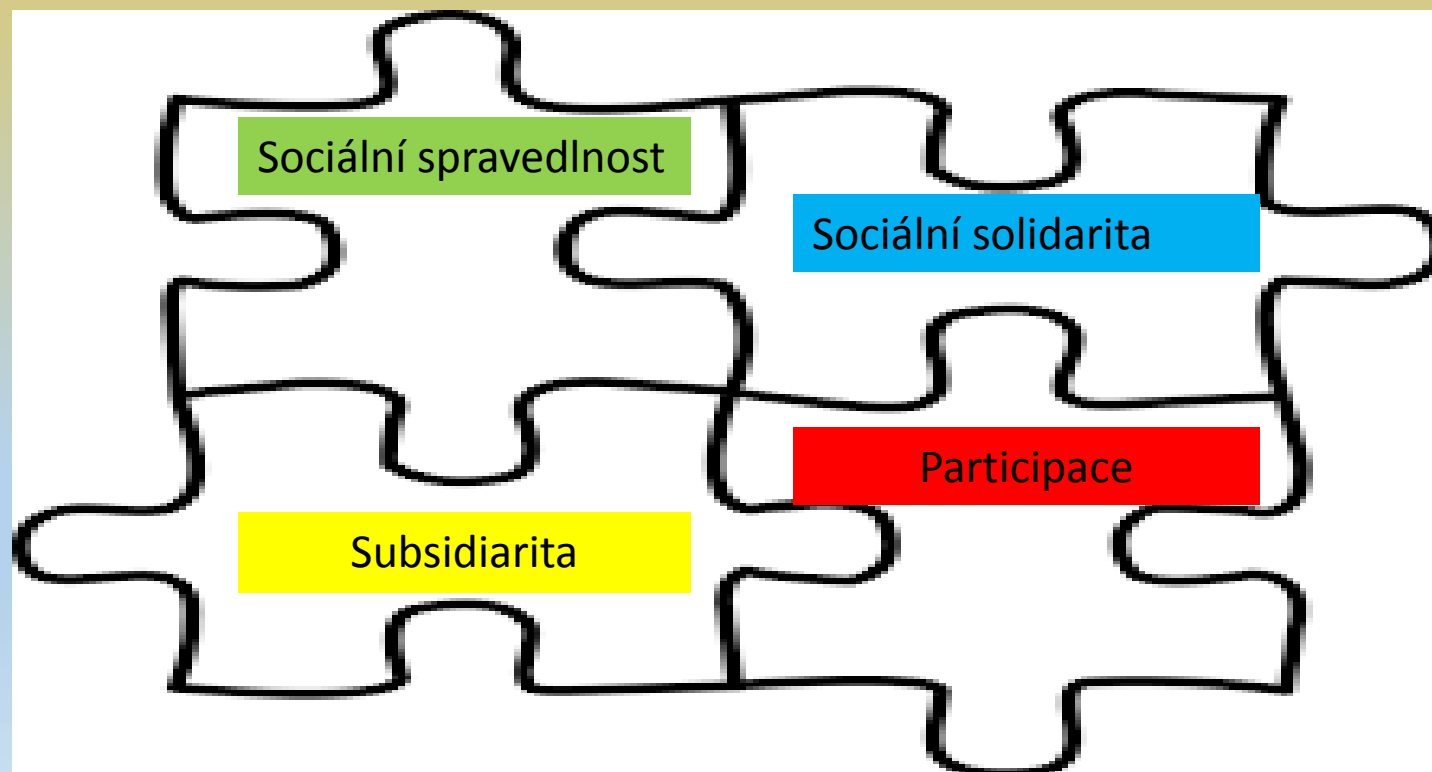 Sociální spravedlnost
Sociální solidarita
Participace
Subsidiarita